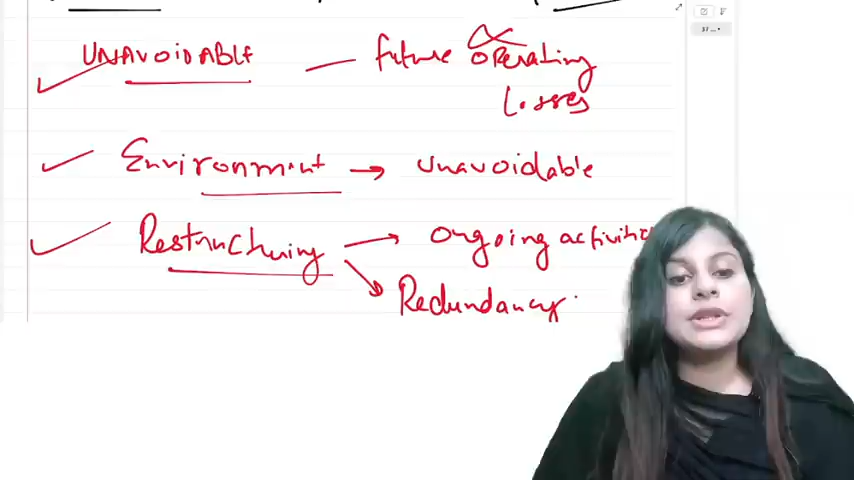 UNAVOIDABLE — future operating
losses
Environment → unavoidable
Restructuring → ongoing activities
Redundancy.